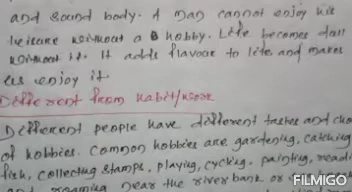 and sound body. A man cannot enjoy his
leisure without a hobby. Life becomes dull
without it. It adds flavour to life and makes
us enjoy it
Different from habit/work
Different people have different tastes and
of hobbies. Common hobbies are gardening, catching
fish, collecting stamps, playing, cycling, painting,
and roaming near the river bank or
FILMIGO